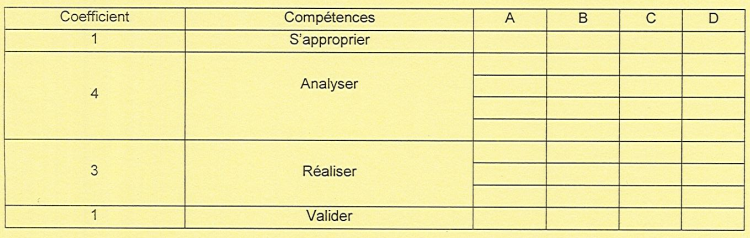 Coefficient Compétences A B C D
1 S'approprier
4 Analyser
3 Réaliser
1 Valider